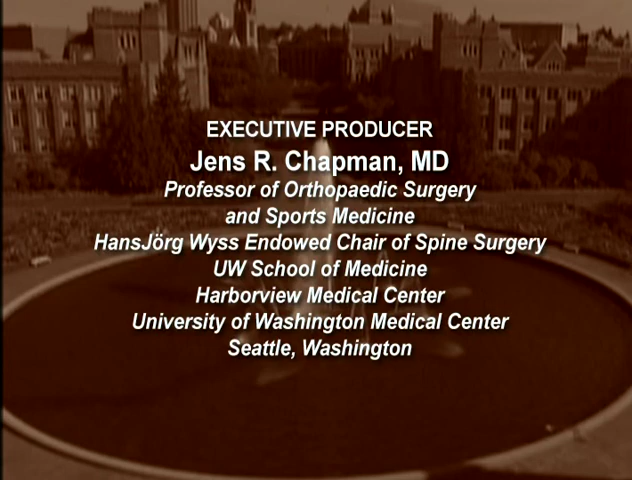 EXECUTIVE PRODUCER
Jens R. Chapman, MD
Professor of Orthopaedic Surgery
and Sports Medicine
HansJörg Wyss Endowed Chair of Spine Surgery
UW School of Medicine
Harborview Medical Center
University of Washington Medical Center
Seattle, Washington